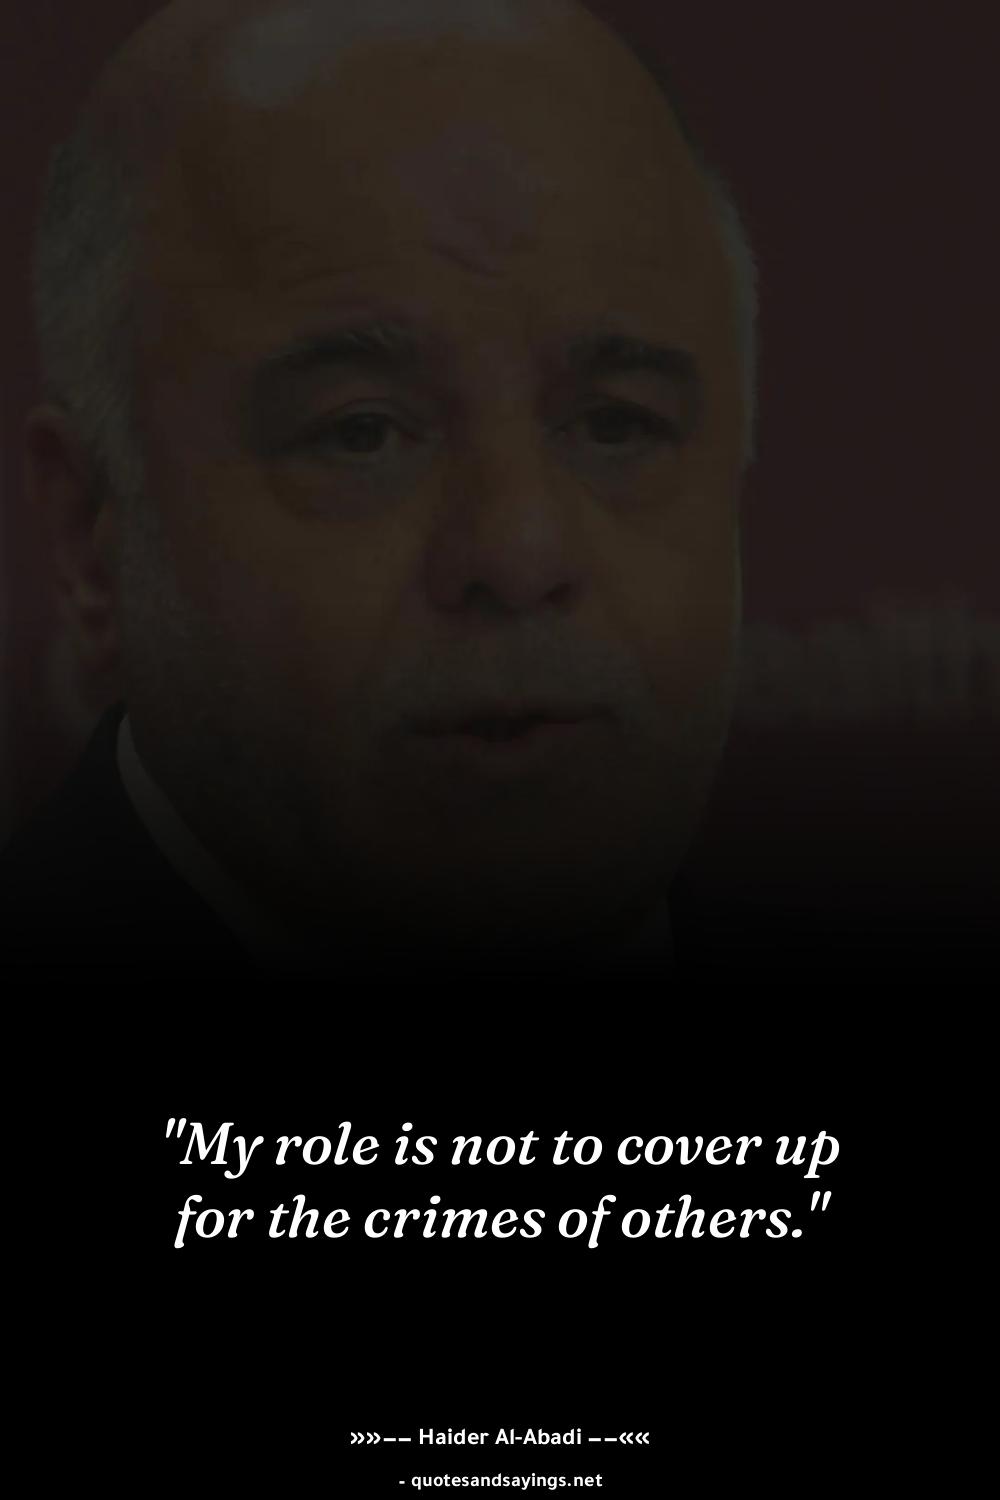 "My role is not to cover up
for the crimes of others."
»»−− Haider Al-Abadi −−««
- quotesandsayings.net